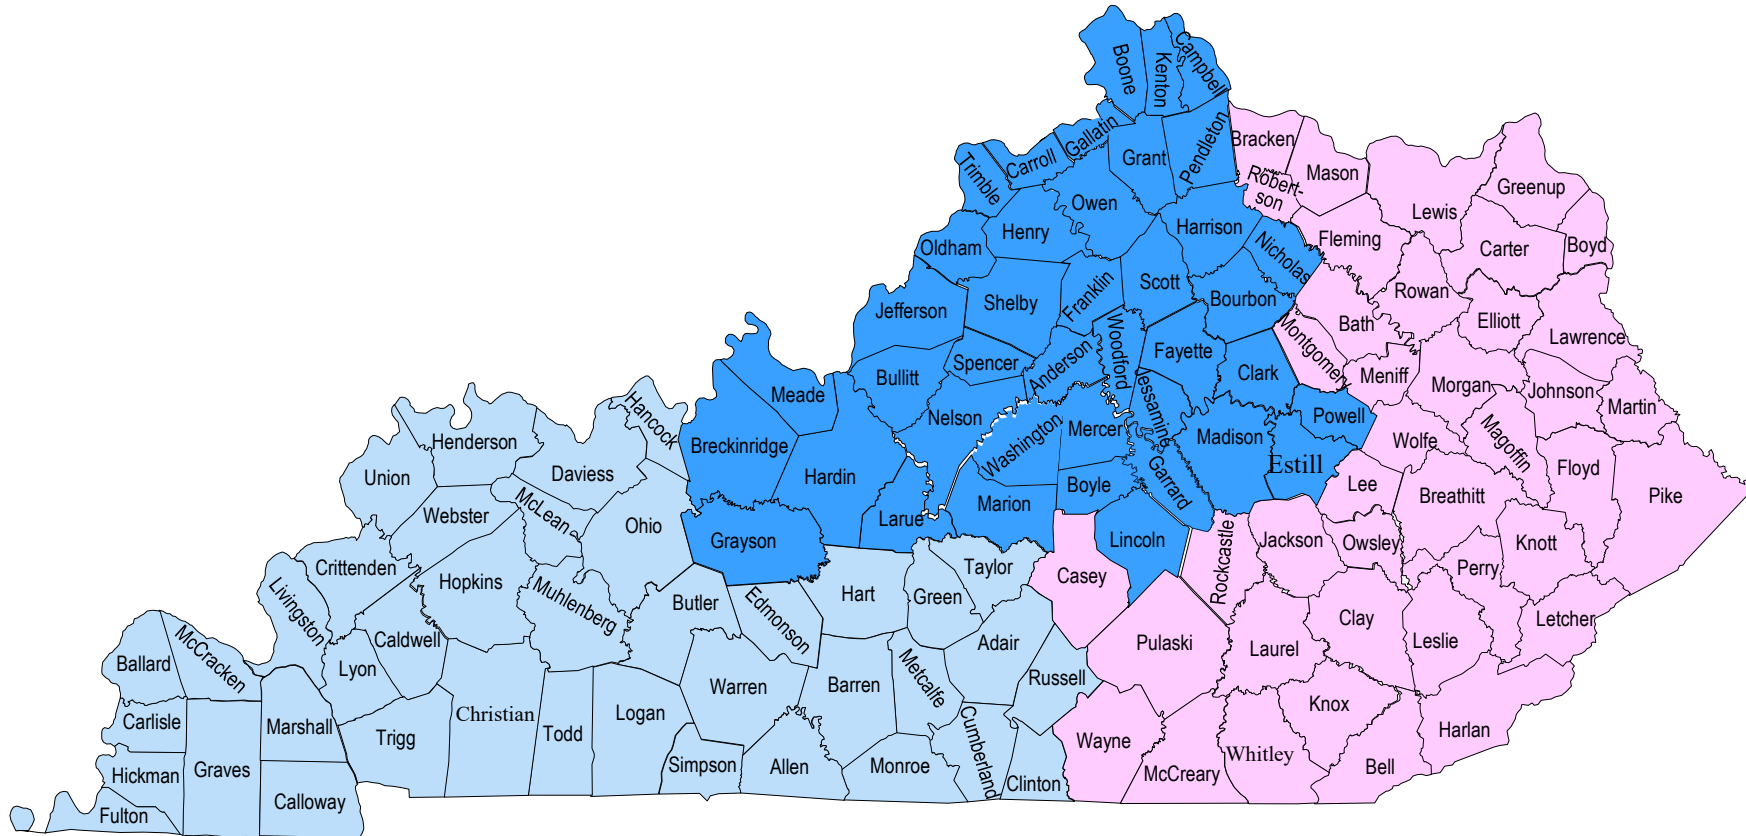 Boone
Kenton
Campbell
Gallatin
Carroll
Trimble
Grant
Pendleton
Bracken
Mason
Robert-
son
Greenup
Lewis
Owen
Henry
Harrison
Oldham
Nicholas
Fleming
Carter
Boyd
Shelby
Franklin
Scott
Bourbon
Rowan
Jefferson
Bath
Elliott
Lawrence
Montgomery
Woodford
Fayette
Spencer
Anderson
Clark
Meniff
Morgan
Johnson
Martin
Bullitt
Meade
Nelson
Jessamine
Powell
Hancock
Henderson
Breckinridge
Washington
Mercer
Madison
Wolfe
Magoffin
Union
Daviess
Hardin
Garrard
Estill
Floyd
Boyle
Lee
Breathitt
Pike
Webster
McLean
Ohio
Larue
Marion
Grayson
Lincoln
Rockcastle
Jackson
Owsley
Knott
Crittenden
Hopkins
Taylor
Casey
Perry
Livingston
Muhlenberg
Butler
Edmonson
Hart
Green
Clay
Letcher
Caldwell
Adair
Pulaski
Laurel
Leslie
Ballard
McCracken
Lyon
Warren
Barren
Metcalfe
Russell
Carlisle
Marshall
Christian
Todd
Logan
Knox
Harlan
Trigg
Wayne
Whitley
Hickman
Graves
Simpson
Allen
Monroe
Cumberland
Clinton
McCreary
Bell
Fulton
Calloway